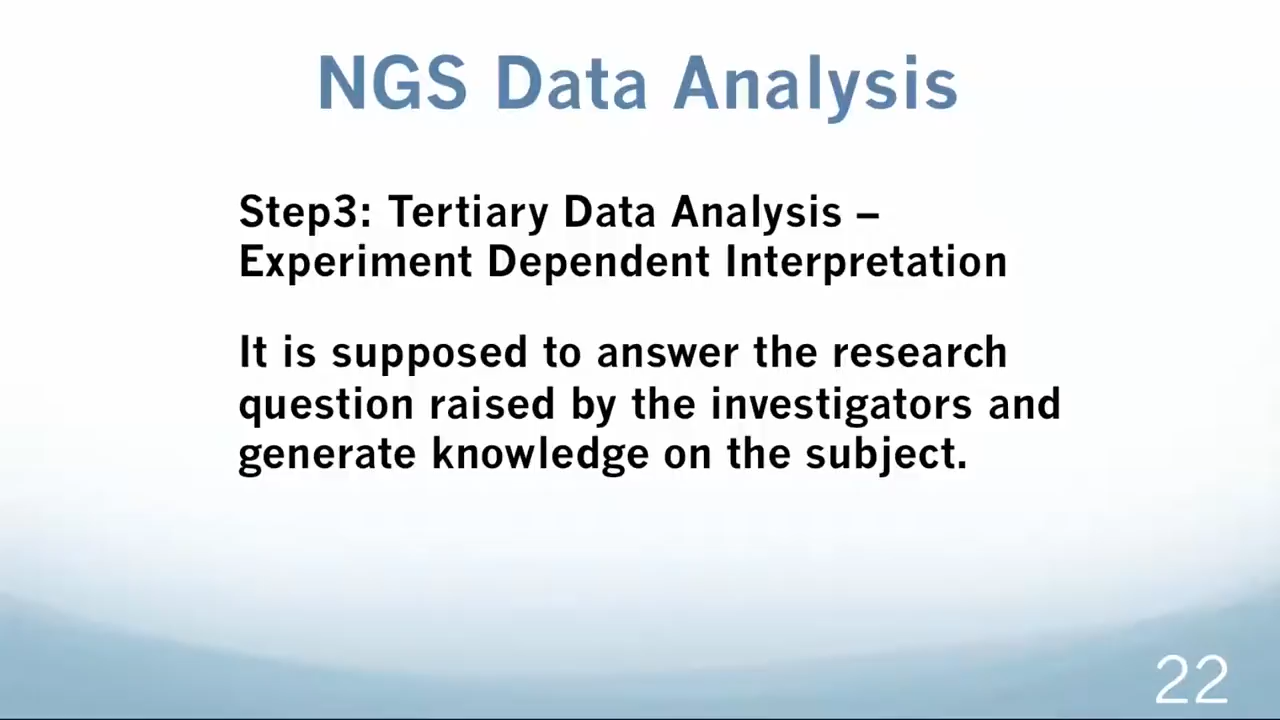 NGS Data Analysis
Step3: Tertiary Data Analysis –
Experiment Dependent Interpretation
It is supposed to answer the research
question raised by the investigators and
generate knowledge on the subject.
22